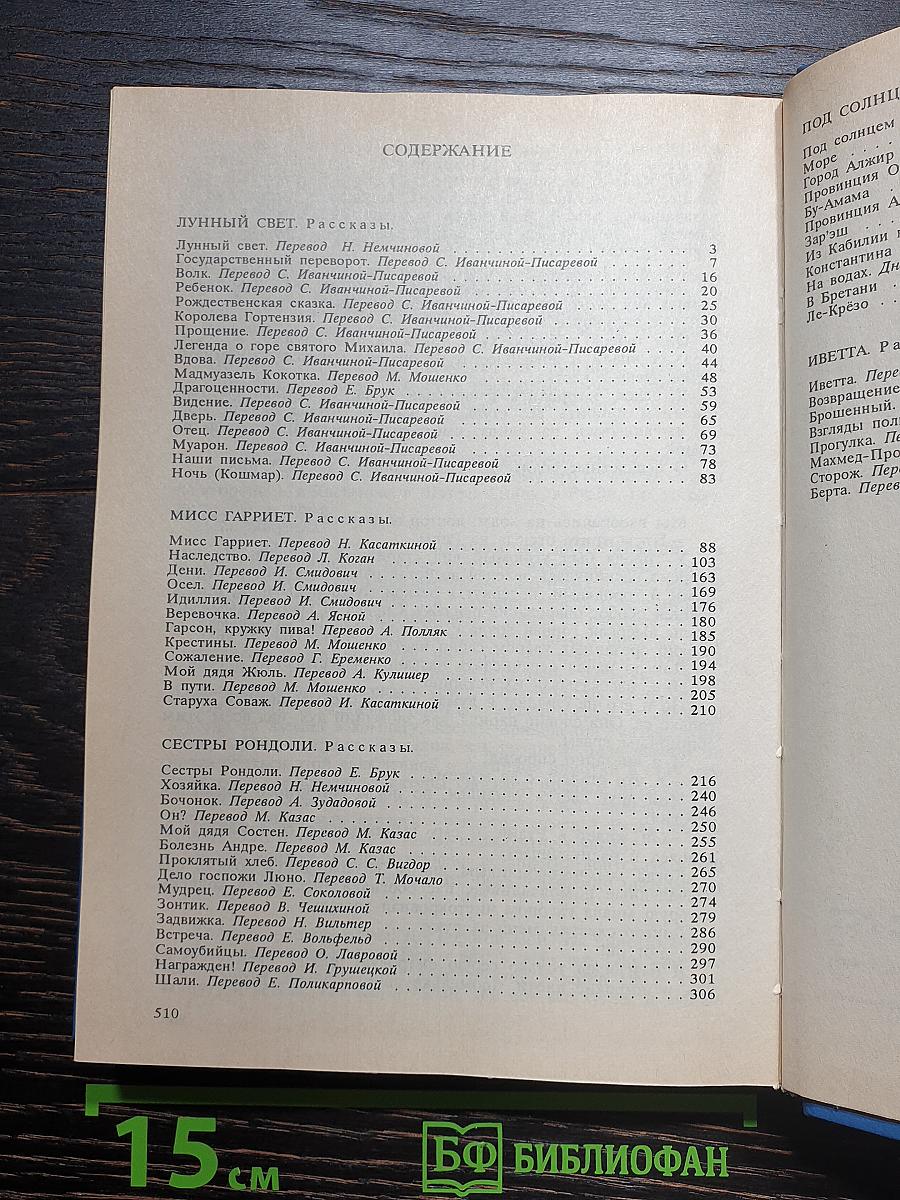 СОДЕРЖАНИЕ
ЛУННЫЙ СВЕТ. Рассказы.
Лунный свет. Перевод Н. Немчиновой . . . 3
Государственный переворот. Перевод С. Иванчиной-Писаревой . . . 7
Волк. Перевод С. Иванчиной-Писаревой . . . 16
Ребенок. Перевод С. Иванчиной-Писаревой . . . 20
Рождественская сказка. Перевод С. Иванчиной-Писаревой . . . 25
Королева Гортензия. Перевод С. Иванчиной-Писаревой . . . 30
Прощение. Перевод С. Иванчиной-Писаревой . . . 36
Легенда о горе святого Михаила. Перевод С. Иванчиной-Писаревой . . . 40
Вдова. Перевод С. Иванчиной-Писаревой . . . 44
Мадмуазель Кокотка. Перевод М. Мошенко . . . 48
Драгоценности. Перевод Е. Брук . . . 53
Видение. Перевод С. Иванчиной-Писаревой . . . 59
Дверь. Перевод С. Иванчиной-Писаревой . . . 65
Отец. Перевод С. Иванчиной-Писаревой . . . 69
Муарон. Перевод С. Иванчиной-Писаревой . . . 73
Наши письма. Перевод С. Иванчиной-Писаревой . . . 78
Ночь (Кошмар). Перевод С. Иванчиной-Писаревой . . . 83
МИСС ГАРРИЕТ. Рассказы.
Мисс Гарриет. Перевод Н. Касаткиной . . . 88
Наследство. Перевод Л. Коган . . . 103
Дени. Перевод И. Смидович . . . 163
Осел. Перевод И. Смидович . . . 169
Идиллия. Перевод И. Смидович . . . 176
Веревочка. Перевод А. Ясной . . . 180
Гарсон, кружку пива! Перевод А. Полляк . . . 185
Крестины. Перевод М. Мошенко . . . 190
Сожаление. Перевод Г. Еременко . . . 194
Мой дядя Жюль. Перевод А. Кулишер . . . 198
В пути. Перевод М. Мошенко . . . 205
Старуха Соваж. Перевод И. Касаткиной . . . 210
СЕСТРЫ РОНДОЛИ. Рассказы.
Сестры Рондоли. Перевод Е. Брук . . . 216
Хозяйка. Перевод Н. Немчиновой . . . 240
Бочонок. Перевод А. Зудадовой . . . 246
Он? Перевод М. Казас . . . 250
Мой дядя Состен. Перевод М. Казас . . . 255
Болезнь Андре. Перевод М. Казас . . . 261
Проклятый хлеб. Перевод С. С. Вигдор . . . 265
Дело госпожи Люно. Перевод Т. Мочало . . . 270
Мудрец. Перевод Е. Соколовой . . . 274
Зонтик. Перевод В. Чешихиной . . . 279
Задвижка. Перевод Н. Вильтер . . . 286
Встреча. Перевод Е. Вольфельд . . . 290
Самоубийцы. Перевод О. Лавровой . . . 297
Награжден! Перевод И. Грушецкой . . . 301
Шали. Перевод Е. Поликарповой . . . 306
510
ПОД СОЛНЦ
Под солнцем
Море . . .
Город Алжир
Провинция О
Бу-Амама .
Провинция А
Зар'эш . .
Из Кабилии
Константина
На водах. Дн
В Бретани .
Ле-Крёзо . .
ИВЕТТА. Ра
Иветта. Пере
Возвращение
Брошенный.
Взгляды пол
Прогулка. Пе
Махмед-Про
Сторож. Пере
Берта. Перев
15 см
БФ БИБЛИОФАН